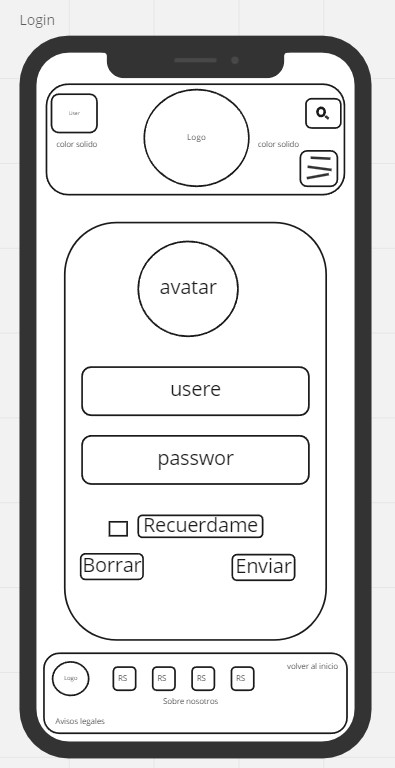 Login
User
Logo
color solido
color solido
avatar
usere
passwor
Recuerdame
Borrar
Enviar
volver al inicio
Logo
RS
RS
RS
RS
Sobre nosotros
Avisos legales